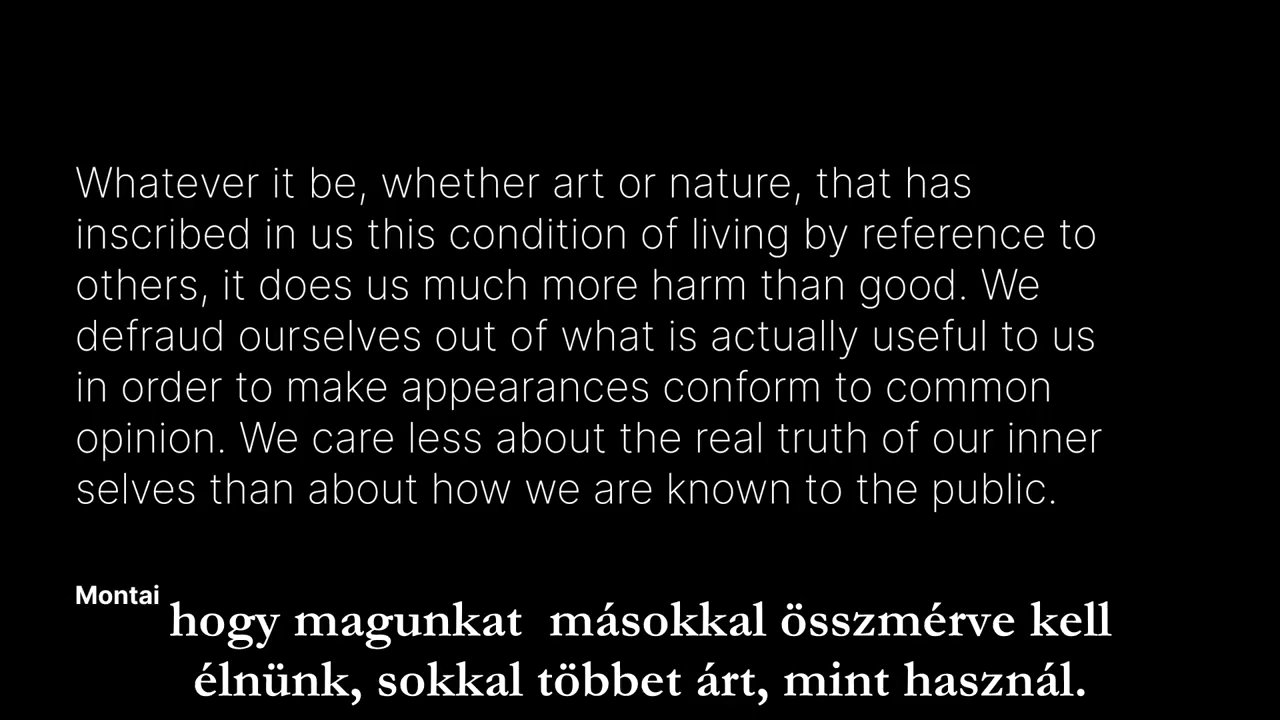 Whatever it be, whether art or nature, that has
inscribed in us this condition of living by reference to
others, it does us much more harm than good. We
defraud ourselves out of what is actually useful to us
in order to make appearances conform to common
opinion. We care less about the real truth of our inner
selves than about how we are known to the public.
Montai
hogy magunkat másokkal összmérve kell
élnünk, sokkal többet árt, mint használ.